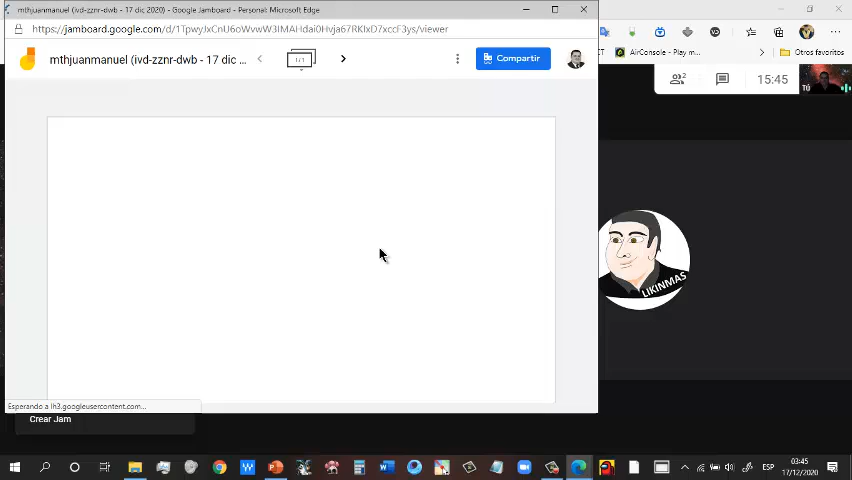 mthjuanmanuel (ivd-zznr-dwb - 17 dic 2020) - Google Jamboard - Personal: Microsoft Edge
https://jamboard.google.com/d/1TpwyJxCnU6oWvwW3IMAHdai0Hvja67RKlxD7xccF3ys/viewer
AirConsole - Play m...
Otros favoritos
mthjuanmanuel (ivd-zznr-dwb - 17 dic ...
1/1
Compartir
2
15:45
Tú
LIKINMAS
Esperando a lh3.googleusercontent.com...
Crear Jam
ESP
03:45
17/12/2020